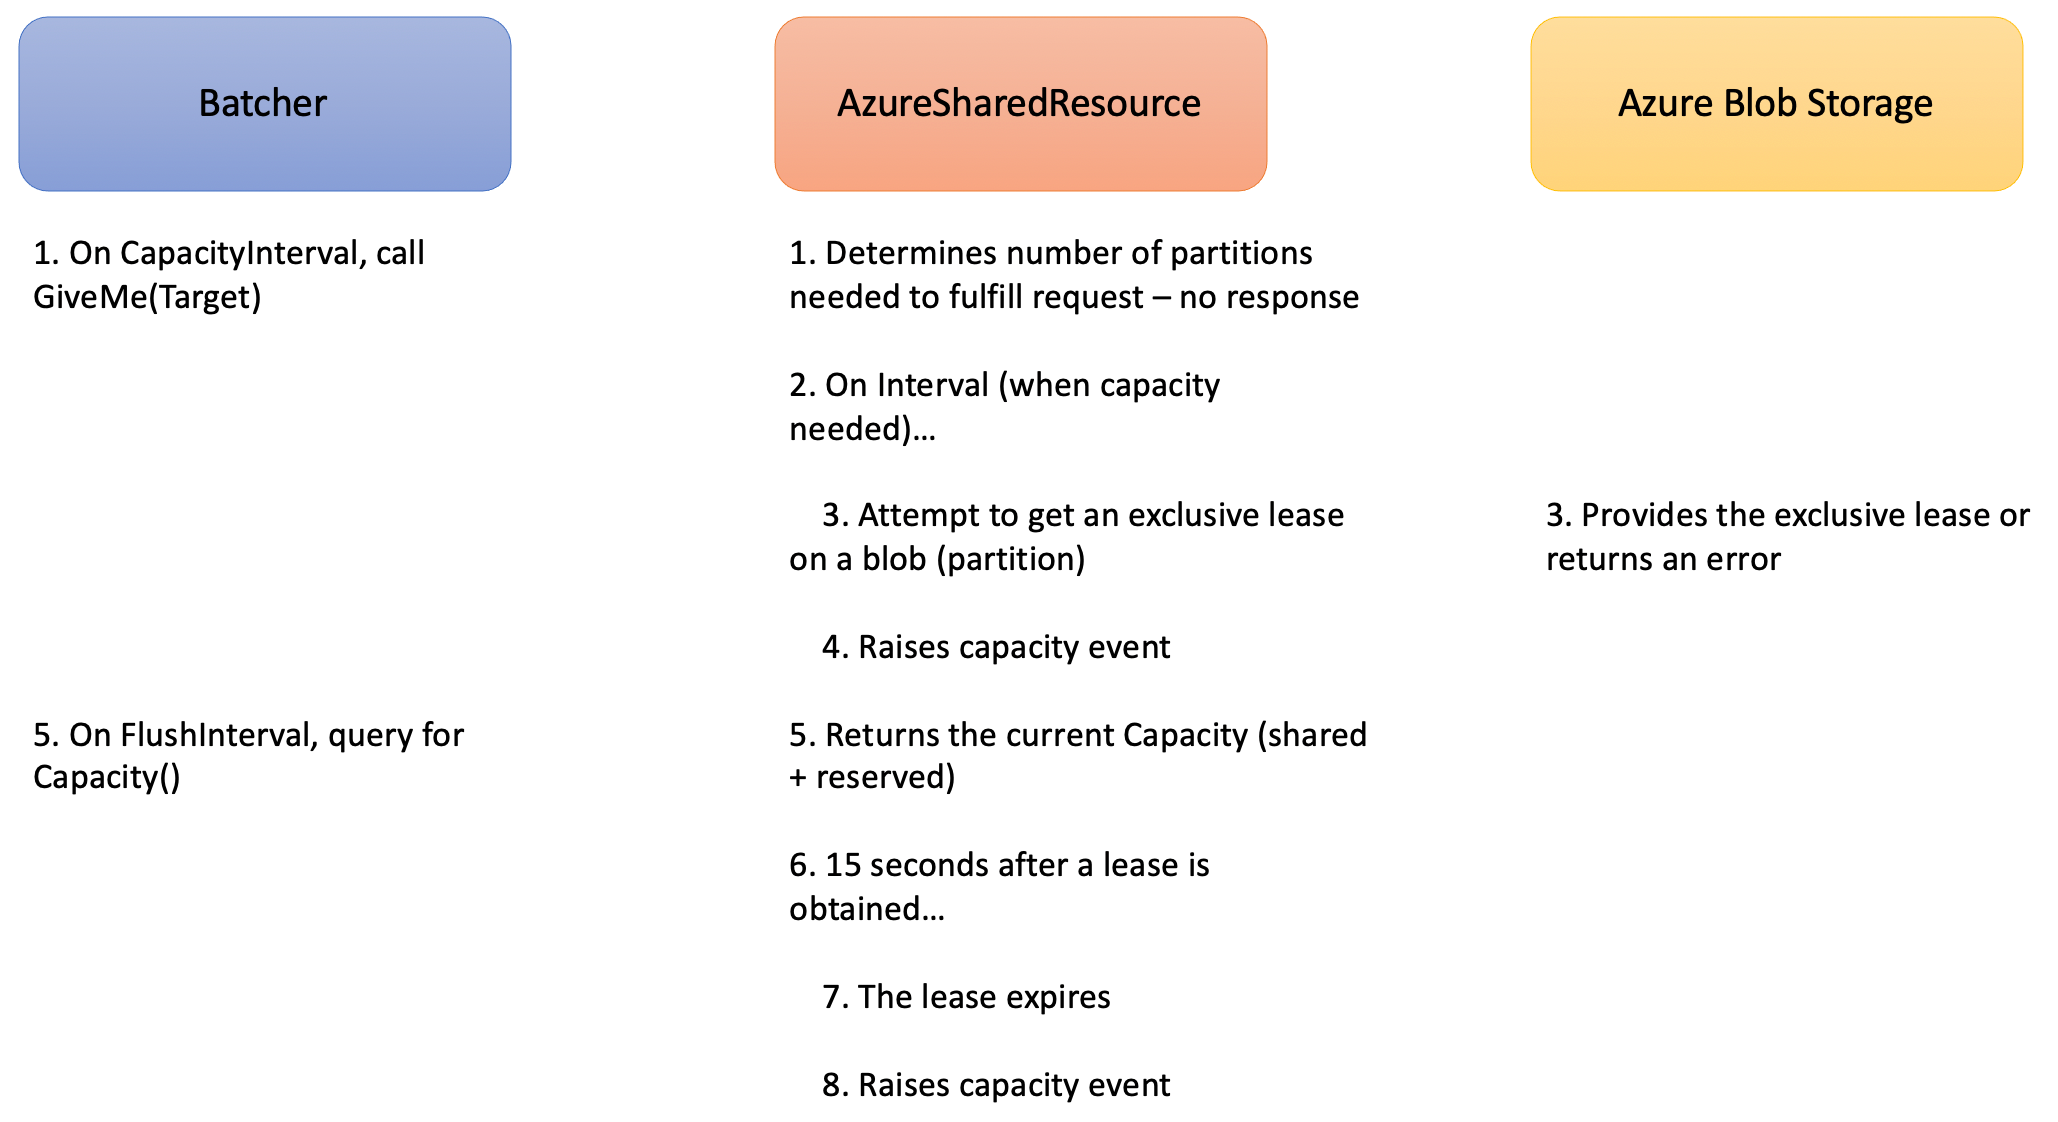 Batcher
AzureSharedResource
Azure Blob Storage
1. On CapacityInterval, call
GiveMe(Target)
1. Determines number of partitions
needed to fulfill request – no response
2. On Interval (when capacity
needed)…
3. Attempt to get an exclusive lease
on a blob (partition)
3. Provides the exclusive lease or
returns an error
4. Raises capacity event
5. On FlushInterval, query for
Capacity()
5. Returns the current Capacity (shared
+ reserved)
6. 15 seconds after a lease is
obtained…
7. The lease expires
8. Raises capacity event